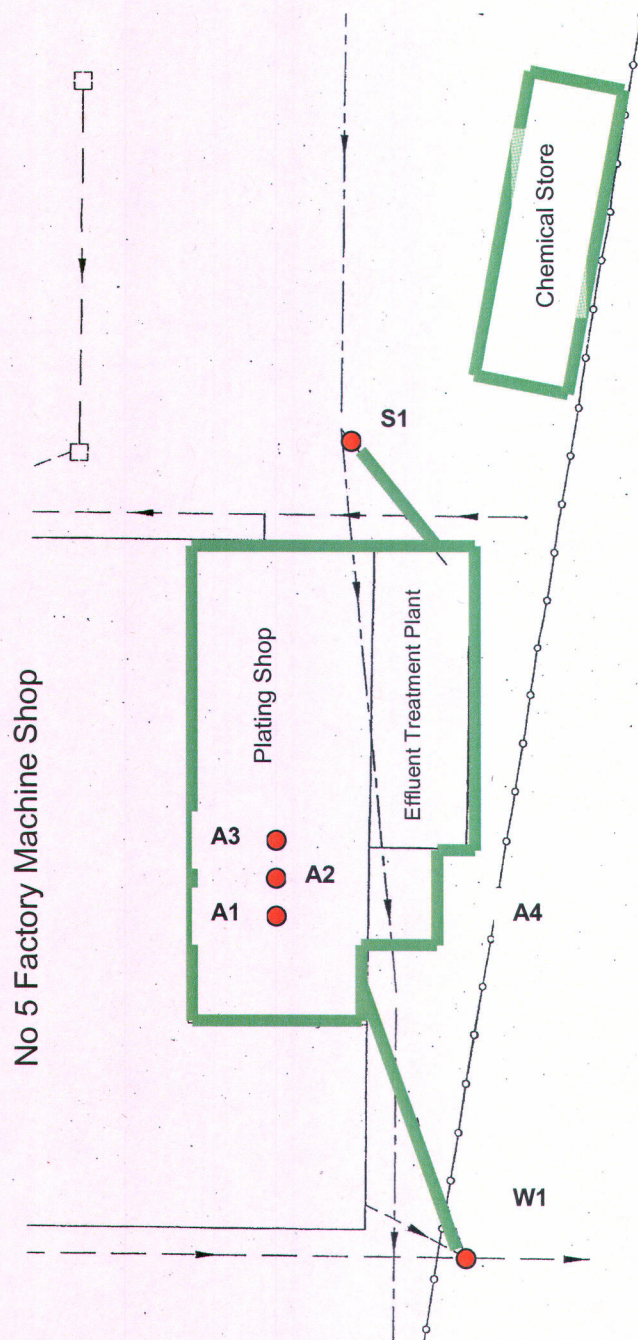 No 5 Factory Machine Shop
Chemical Store
S1
Plating Shop
Effluent Treatment Plant
A3
A2
A1
A4
W1